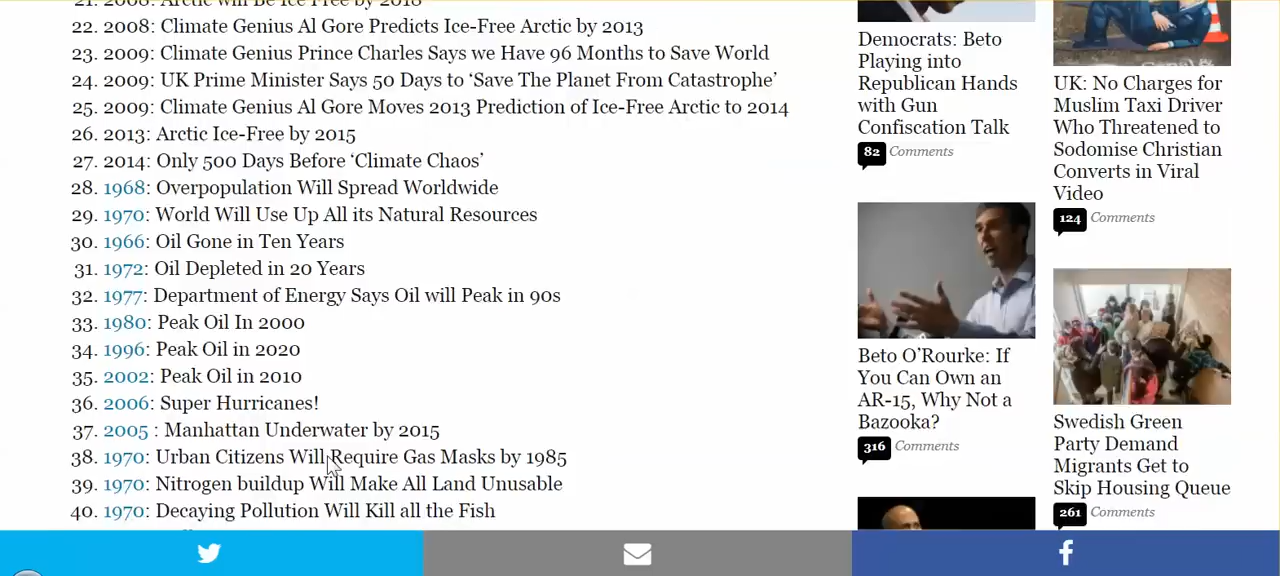 21. 2008: Arctic will Be Ice Free by 2018
22. 2008: Climate Genius Al Gore Predicts Ice-Free Arctic by 2013
23. 2009: Climate Genius Prince Charles Says we Have 96 Months to Save World
24. 2009: UK Prime Minister Says 50 Days to ‘Save The Planet From Catastrophe’
25. 2009: Climate Genius Al Gore Moves 2013 Prediction of Ice-Free Arctic to 2014
26. 2013: Arctic Ice-Free by 2015
27. 2014: Only 500 Days Before ‘Climate Chaos’
28. 1968: Overpopulation Will Spread Worldwide
29. 1970: World Will Use Up All its Natural Resources
30. 1966: Oil Gone in Ten Years
31. 1972: Oil Depleted in 20 Years
32. 1977: Department of Energy Says Oil will Peak in 90s
33. 1980: Peak Oil In 2000
34. 1996: Peak Oil in 2020
35. 2002: Peak Oil in 2010
36. 2006: Super Hurricanes!
37. 2005 : Manhattan Underwater by 2015
38. 1970: Urban Citizens Will Require Gas Masks by 1985
39. 1970: Nitrogen buildup Will Make All Land Unusable
40. 1970: Decaying Pollution Will Kill all the Fish
Democrats: Beto
Playing into
Republican Hands
with Gun
Confiscation Talk
82 Comments
Beto O’Rourke: If
You Can Own an
AR-15, Why Not a
Bazooka?
316 Comments
UK: No Charges for
Muslim Taxi Driver
Who Threatened to
Sodomise Christian
Converts in Viral
Video
124 Comments
Swedish Green
Party Demand
Migrants Get to
Skip Housing Queue
261 Comments